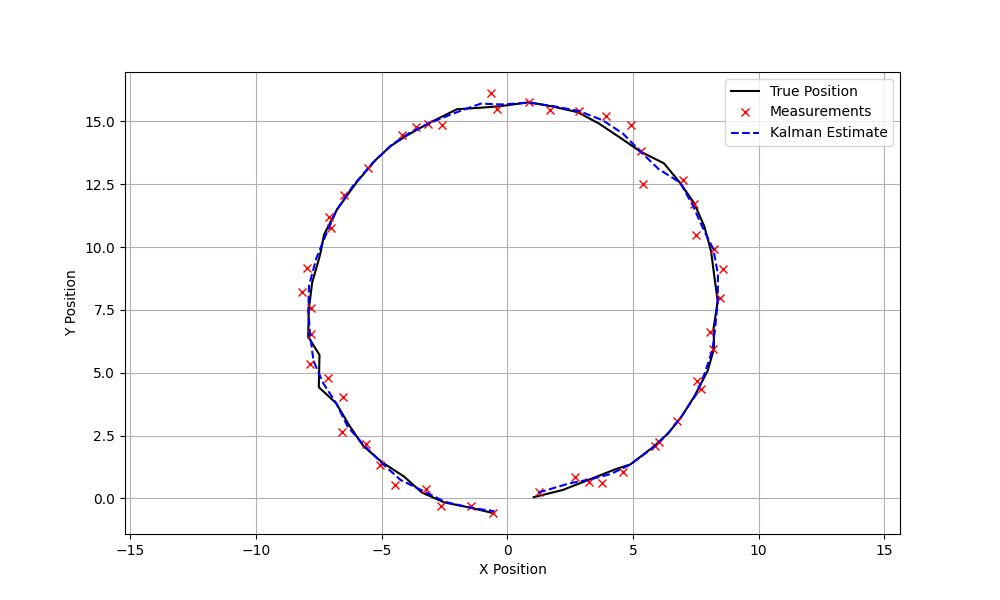 True Position
Measurements
Kalman Estimate
15.0
12.5
10.0
7.5
5.0
2.5
0.0
Y Position
−15
−10
−5
0
5
10
15
X Position